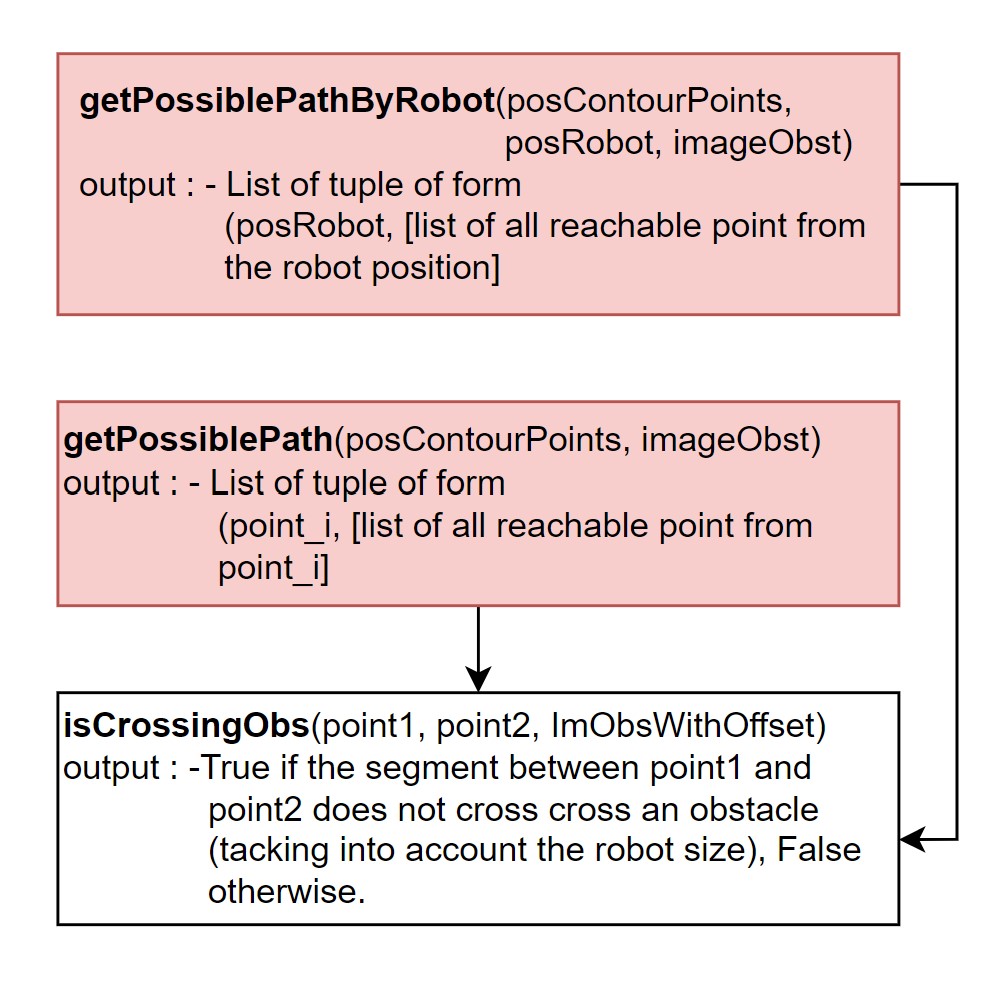 getPossiblePathByRobot(posContourPoints,
posRobot, imageObst)
output : - List of tuple of form
(posRobot, [list of all reachable point from
the robot position]
getPossiblePath(posContourPoints, imageObst)
output : - List of tuple of form
(point_i, [list of all reachable point from
point_i]
isCrossingObs(point1, point2, ImObsWithOffset)
output : -True if the segment between point1 and
point2 does not cross cross an obstacle
(tacking into account the robot size), False
otherwise.